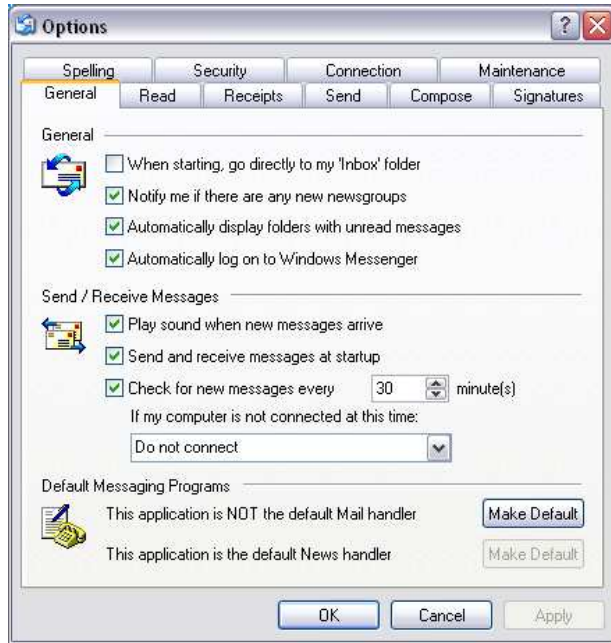 Options
Spelling Security Connection Maintenance
General Read Receipts Send Compose Signatures
General
When starting, go directly to my 'Inbox' folder
Notify me if there are any new newsgroups
Automatically display folders with unread messages
Automatically log on to Windows Messenger
Send / Receive Messages
Play sound when new messages arrive
Send and receive messages at startup
Check for new messages every 30 minute(s)
If my computer is not connected at this time:
Do not connect
Default Messaging Programs
This application is NOT the default Mail handler Make Default
This application is the default News handler Make Default
OK Cancel Apply